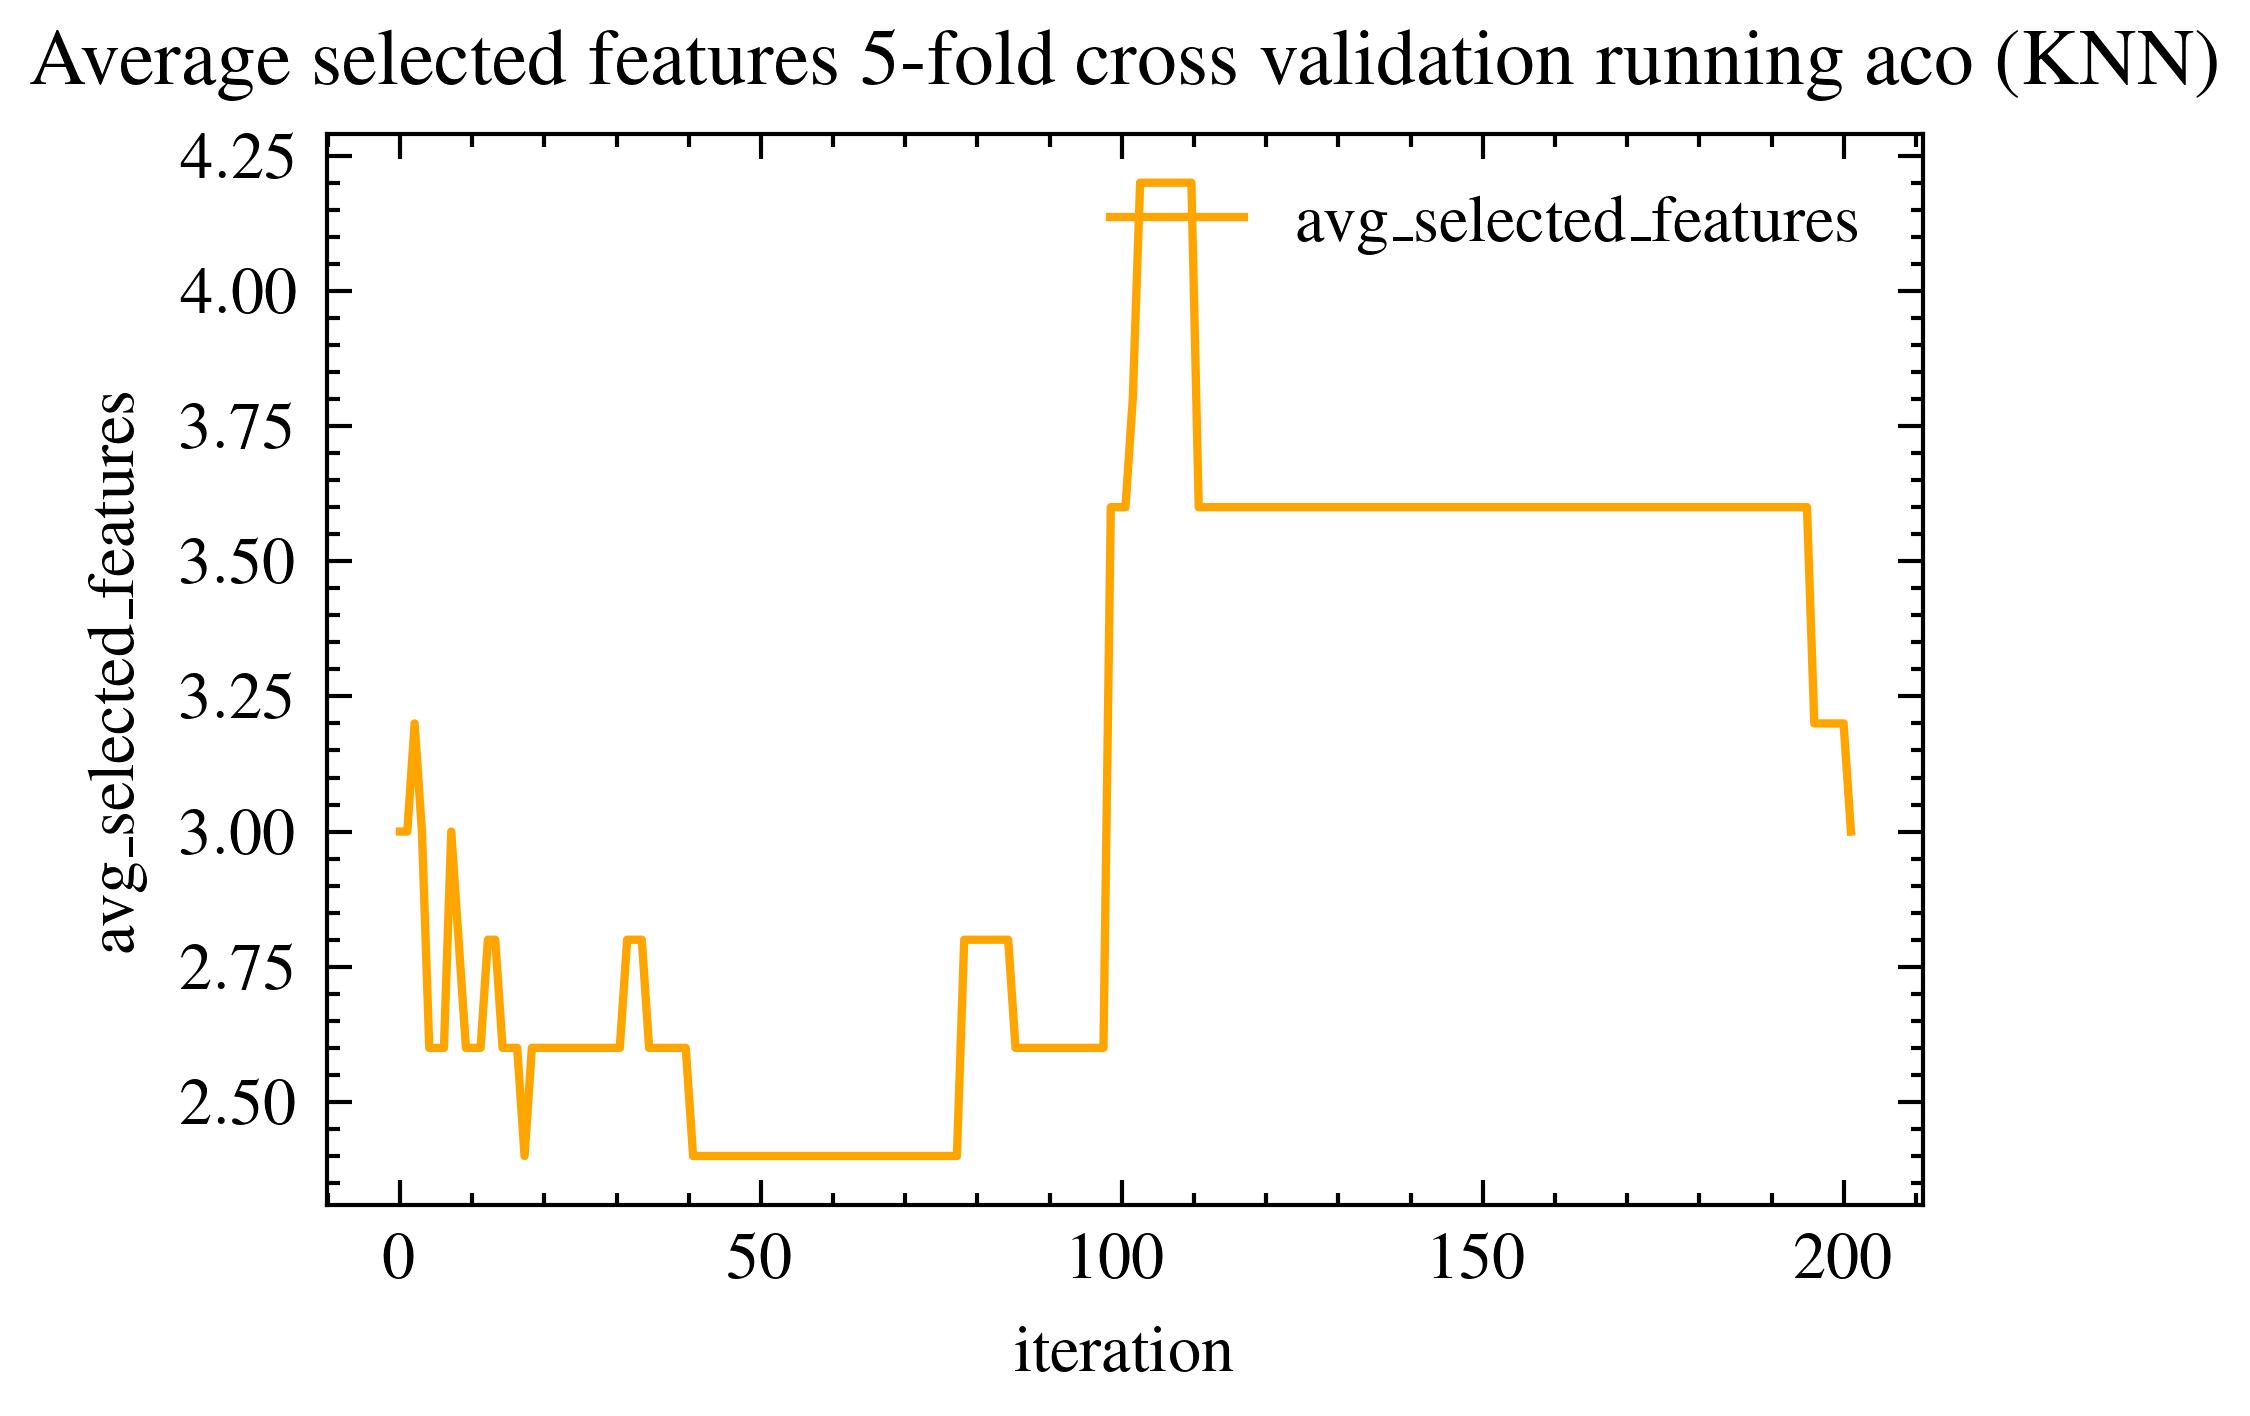 Average selected features 5-fold cross validation running aco (KNN)
avg_selected_features
4.25
4.00
3.75
3.50
3.25
3.00
2.75
2.50
avg_selected_features
0 50 100 150 200
iteration